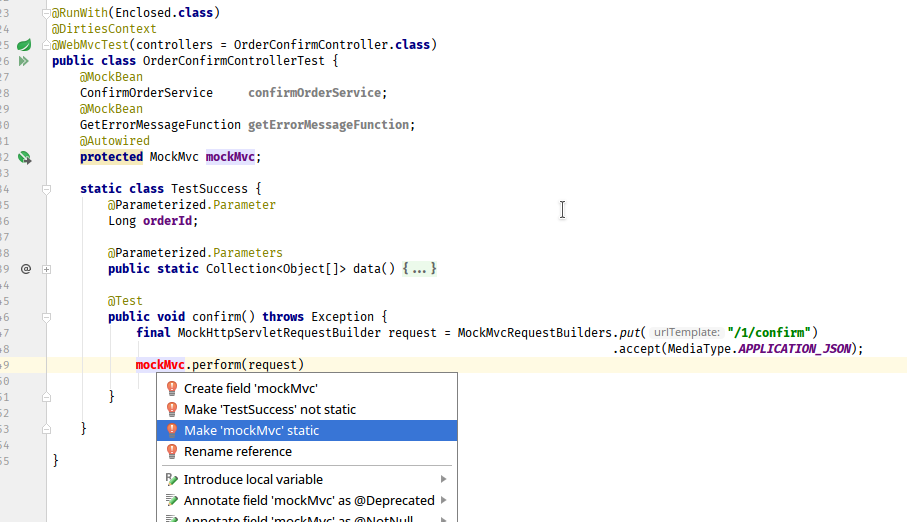 23 @RunWith(Enclosed.class)
24 @DirtiesContext
25 @WebMvcTest(controllers = OrderConfirmController.class)
26 public class OrderConfirmControllerTest {
27 @MockBean
28 ConfirmOrderService confirmOrderService;
29 @MockBean
30 GetErrorMessageFunction getErrorMessageFunction;
31 @Autowired
32 protected MockMvc mockMvc;
33
34 static class TestSuccess {
35 @Parameterized.Parameter
36 Long orderId;
37
38 @Parameterized.Parameters
39 @ public static Collection<Object[]> data() {...}
44
45 @Test
46 public void confirm() throws Exception {
47 final MockHttpServletRequestBuilder request = MockMvcRequestBuilders.put( urlTemplate: "/1/confirm")
48 .accept(MediaType.APPLICATION_JSON);
49 mockMvc.perform(request)
50
51 }
52
53 }
54
55 }
Create field 'mockMvc'
Make 'TestSuccess' not static
Make 'mockMvc' static
Rename reference
Introduce local variable
Annotate field 'mockMvc' as @Deprecated
Annotate field 'mockMvc' as @NotNull